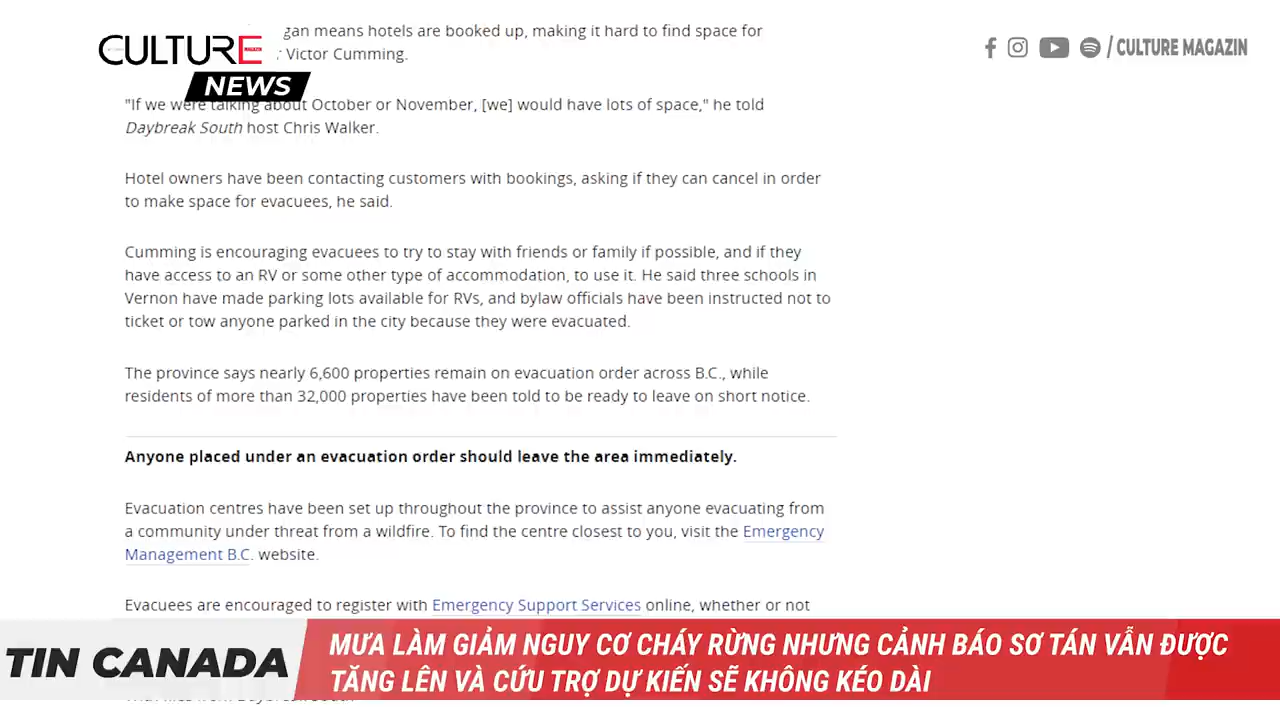 CULTURE
NEWS
/ CULTURE MAGAZIN
gan means hotels are booked up, making it hard to find space for
Victor Cumming.
"If we were talking about October or November, [we] would have lots of space," he told
Daybreak South host Chris Walker.
Hotel owners have been contacting customers with bookings, asking if they can cancel in order
to make space for evacuees, he said.
Cumming is encouraging evacuees to try to stay with friends or family if possible, and if they
have access to an RV or some other type of accommodation, to use it. He said three schools in
Vernon have made parking lots available for RVs, and bylaw officials have been instructed not to
ticket or tow anyone parked in the city because they were evacuated.
The province says nearly 6,600 properties remain on evacuation order across B.C., while
residents of more than 32,000 properties have been told to be ready to leave on short notice.
Anyone placed under an evacuation order should leave the area immediately.
Evacuation centres have been set up throughout the province to assist anyone evacuating from
a community under threat from a wildfire. To find the centre closest to you, visit the Emergency
Management B.C. website.
Evacuees are encouraged to register with Emergency Support Services online, whether or not
TIN CANADA
MƯA LÀM GIẢM NGUY CƠ CHÁY RỪNG NHƯNG CẢNH BÁO SƠ TÁN VẪN ĐƯỢC
TĂNG LÊN VÀ CỨU TRỢ DỰ KIẾN SẼ KHÔNG KÉO DÀI